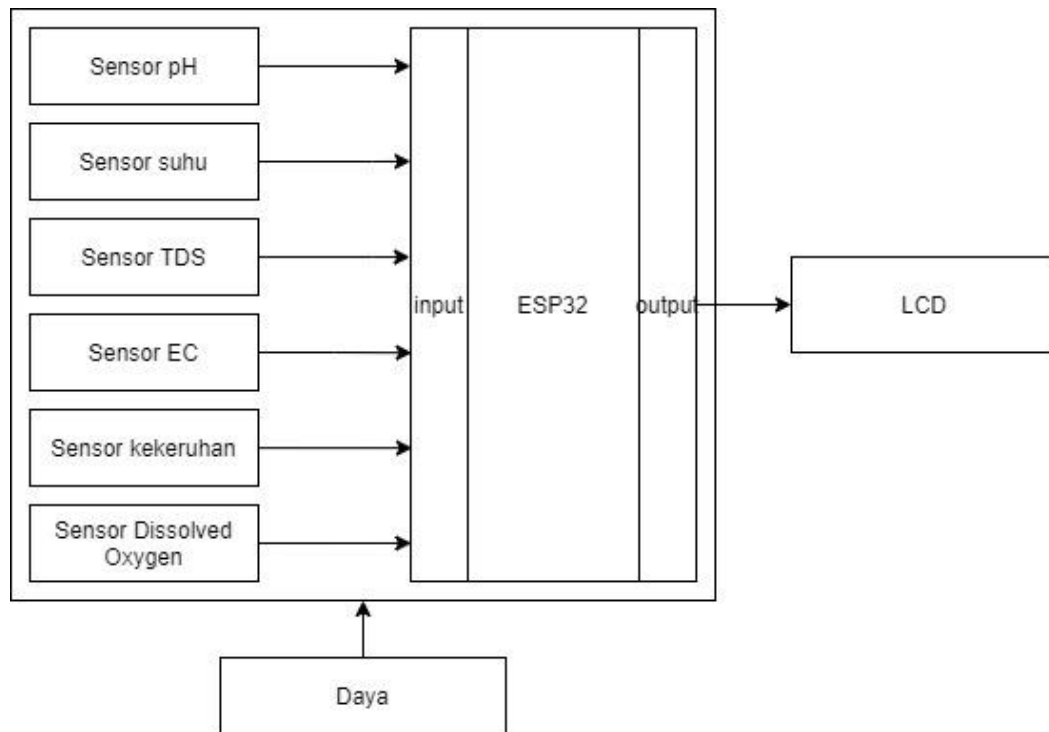 Sensor pH
Sensor suhu
Sensor TDS
Sensor EC
Sensor kekeruhan
Sensor Dissolved
Oxygen
input
ESP32
output
LCD
Daya